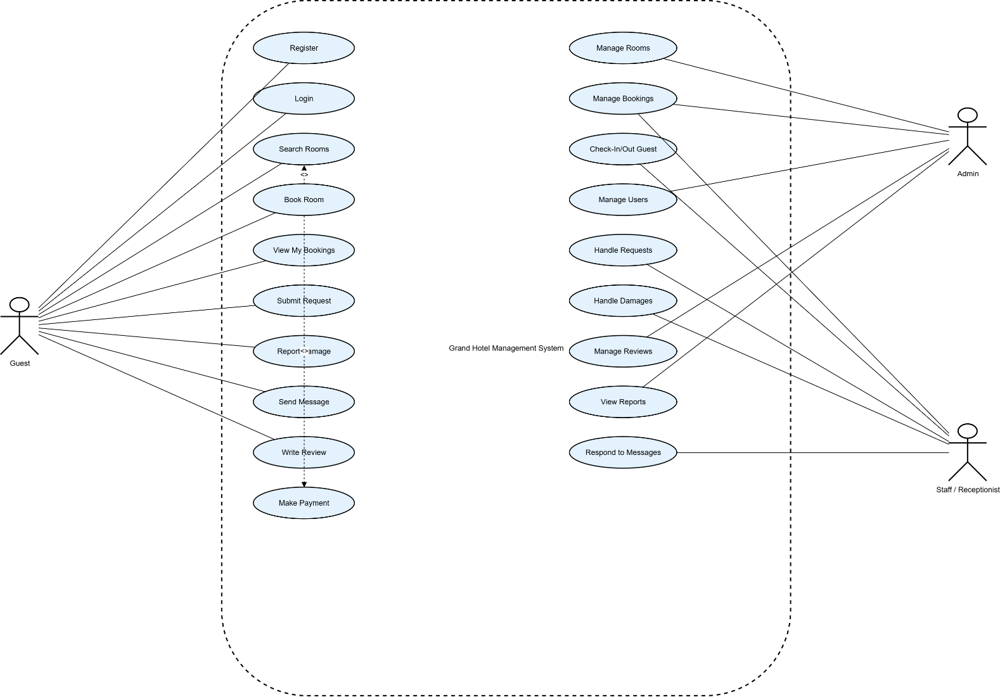 Register
Login
Search Rooms
<>
Book Room
View My Bookings
Submit Request
Report<>amage
Send Message
Write Review
Make Payment
Guest
Grand Hotel Management System
Manage Rooms
Manage Bookings
Check-In/Out Guest
Manage Users
Handle Requests
Handle Damages
Manage Reviews
View Reports
Respond to Messages
Admin
Staff / Receptionist